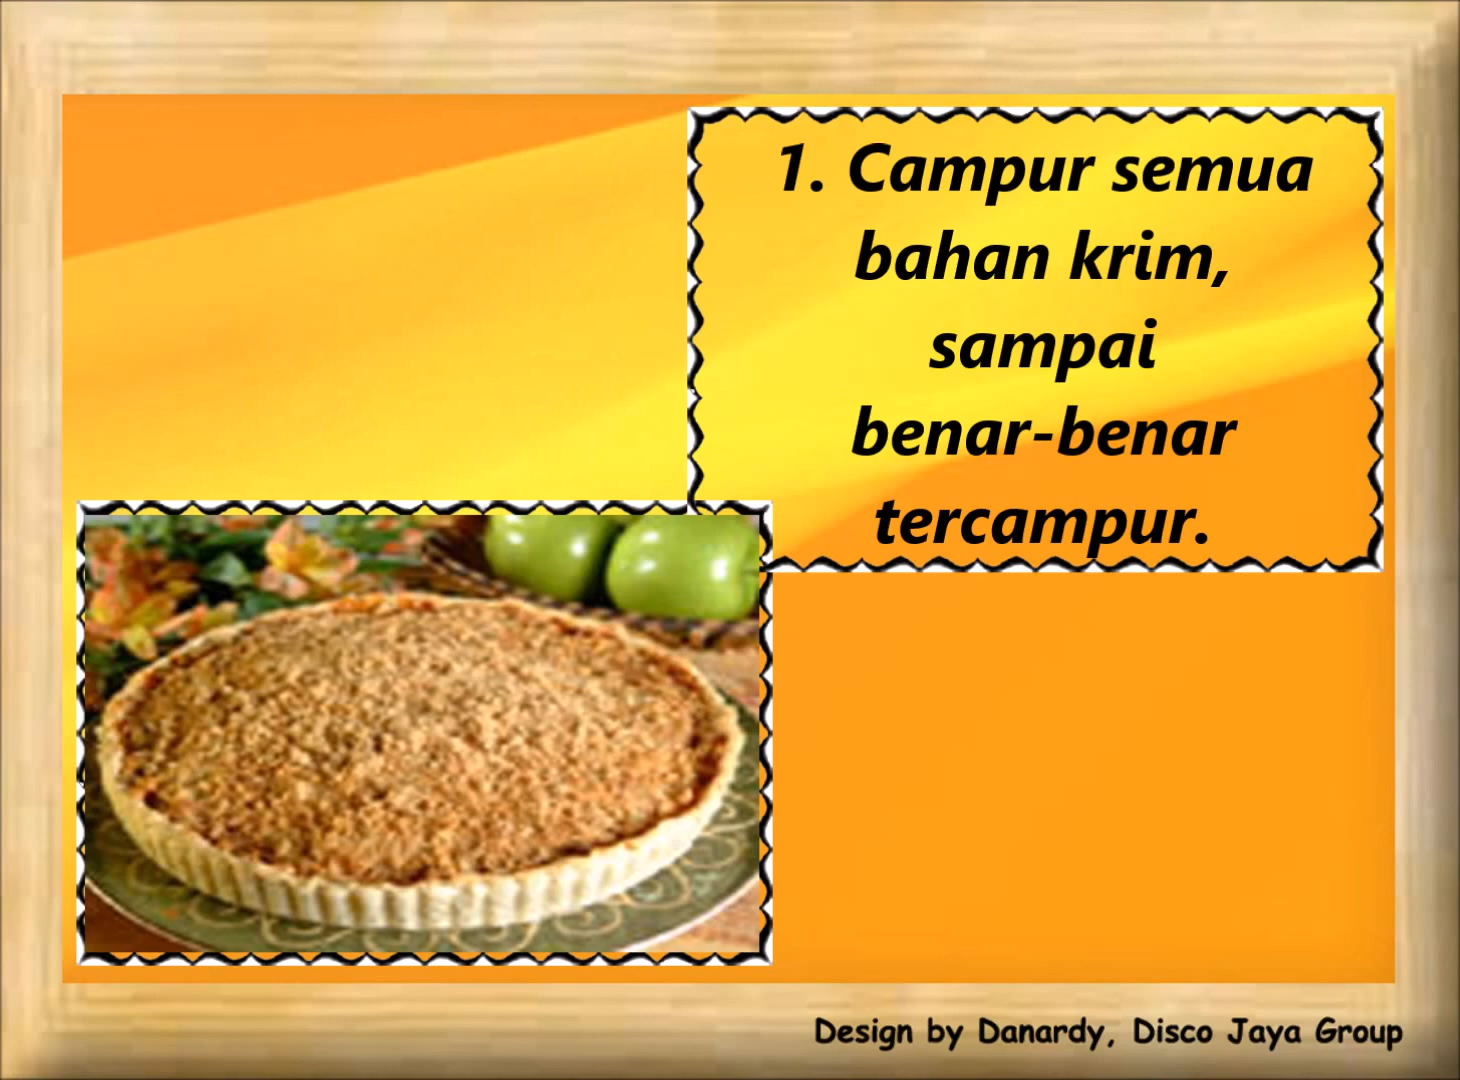 1. Campur semua
bahan krim,
sampai
benar-benar
tercampur.
Design by Danardy, Disco Jaya Group